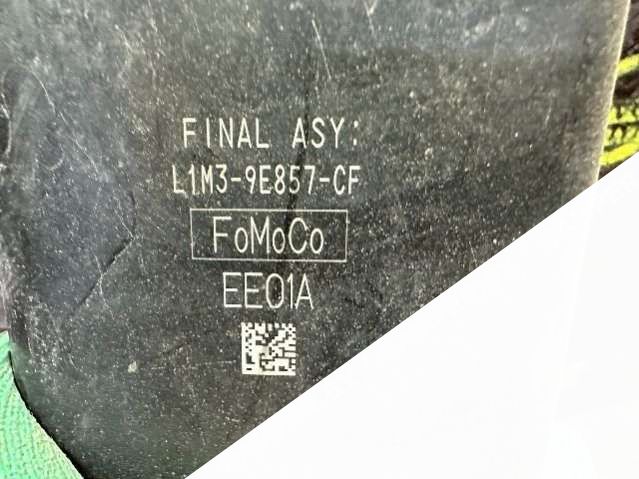 FINAL ASY:
L1M3-9E857-CF
FoMoCo
EE01A